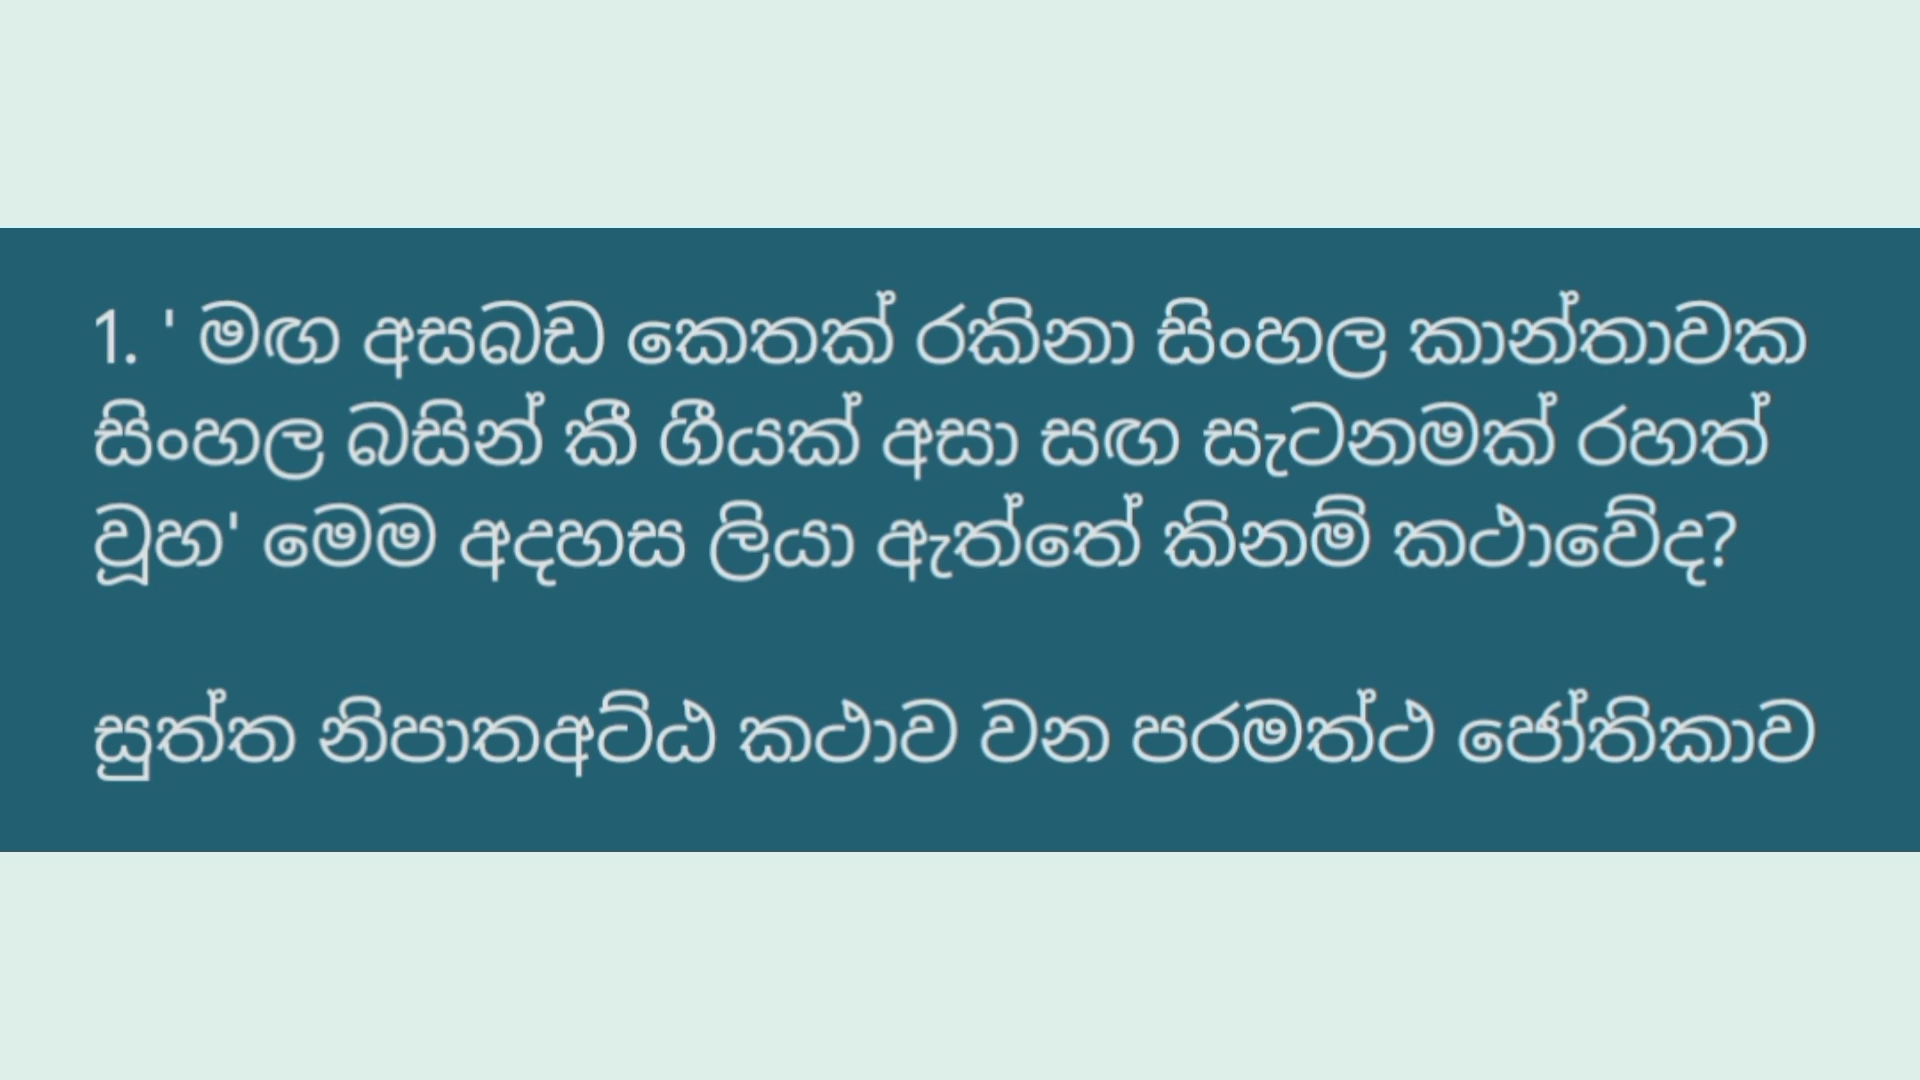 1. ' මඟ අසබඩ කෙතක් රකිනා සිංහල කාන්තාවක
සිංහල බසින් කී ගීයක් අසා සඟ සැටනමක් රහත්
වූහ' මෙම අදහස ලියා ඇත්තේ කිනම් කථාවේද?
සුත්ත නිපාතඅට්ඨ කථාව වන පරමත්ථ ජෝතිකාව